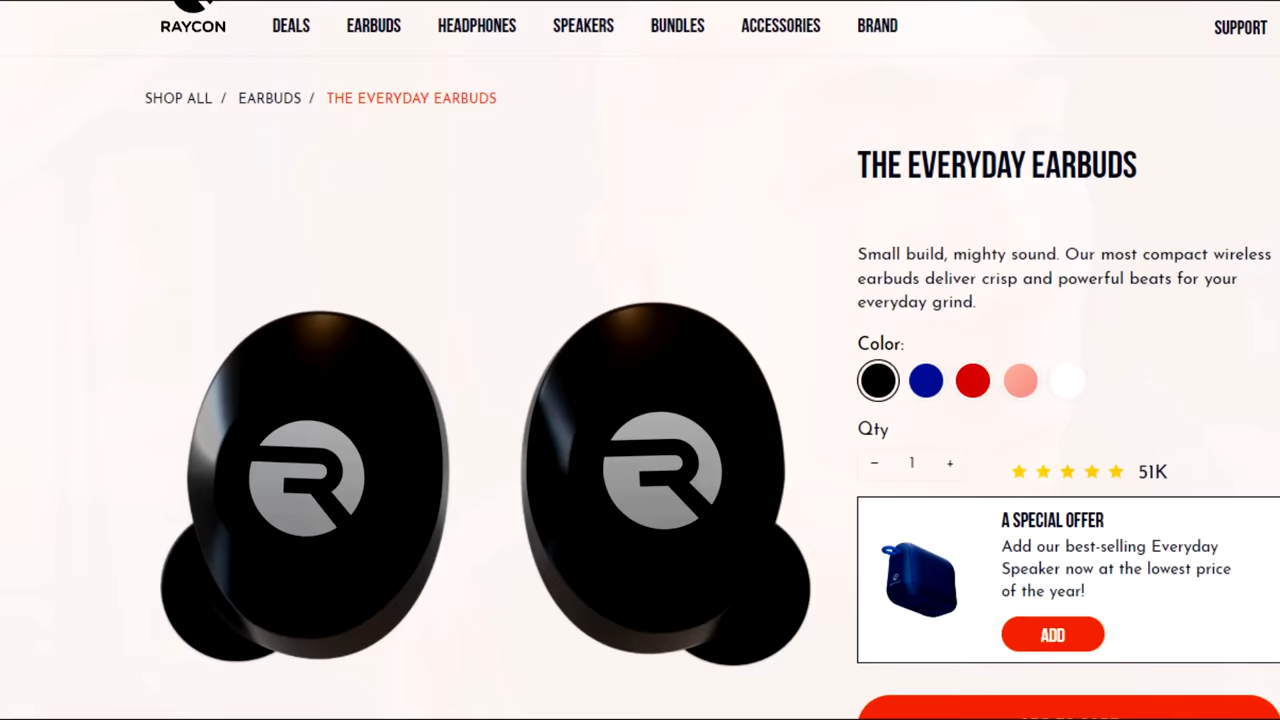 RAYCON
DEALS
EARBUDS
HEADPHONES
SPEAKERS
BUNDLES
ACCESSORIES
BRAND
SUPPORT
SHOP ALL / EARBUDS / THE EVERYDAY EARBUDS
THE EVERYDAY EARBUDS
Small build, mighty sound. Our most compact wireless
earbuds deliver crisp and powerful beats for your
everyday grind.
Color:
Qty
− 1 +
51K
A SPECIAL OFFER
Add our best-selling Everyday
Speaker now at the lowest price
of the year!
ADD